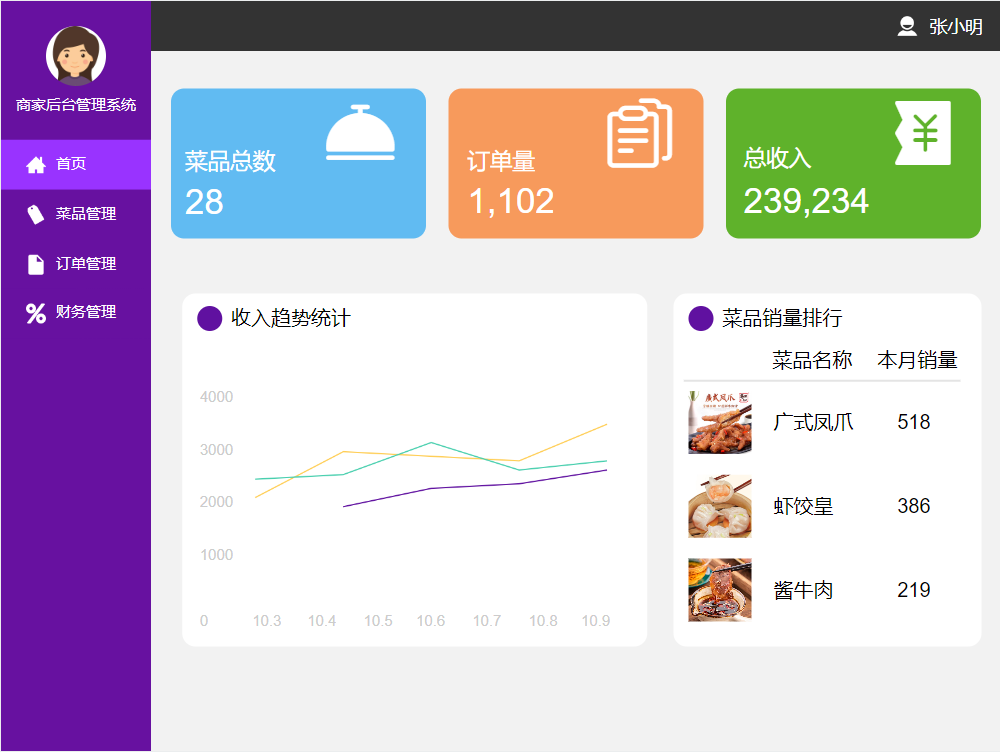 张小明
商家后台管理系统
首页
菜品管理
订单管理
财务管理
菜品总数
28
订单量
1,102
总收入
239,234
收入趋势统计
4000
3000
2000
1000
0 10.3 10.4 10.5 10.6 10.7 10.8 10.9
菜品销量排行
菜品名称 本月销量
广式凤爪 518
虾饺皇 386
酱牛肉 219